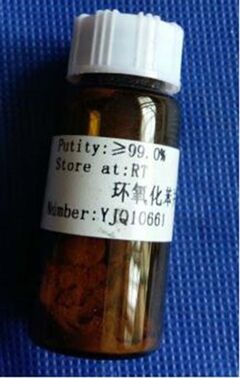 Putity:≥99.0%
Store at:RT
环氧化苯
Number:YJQ10661